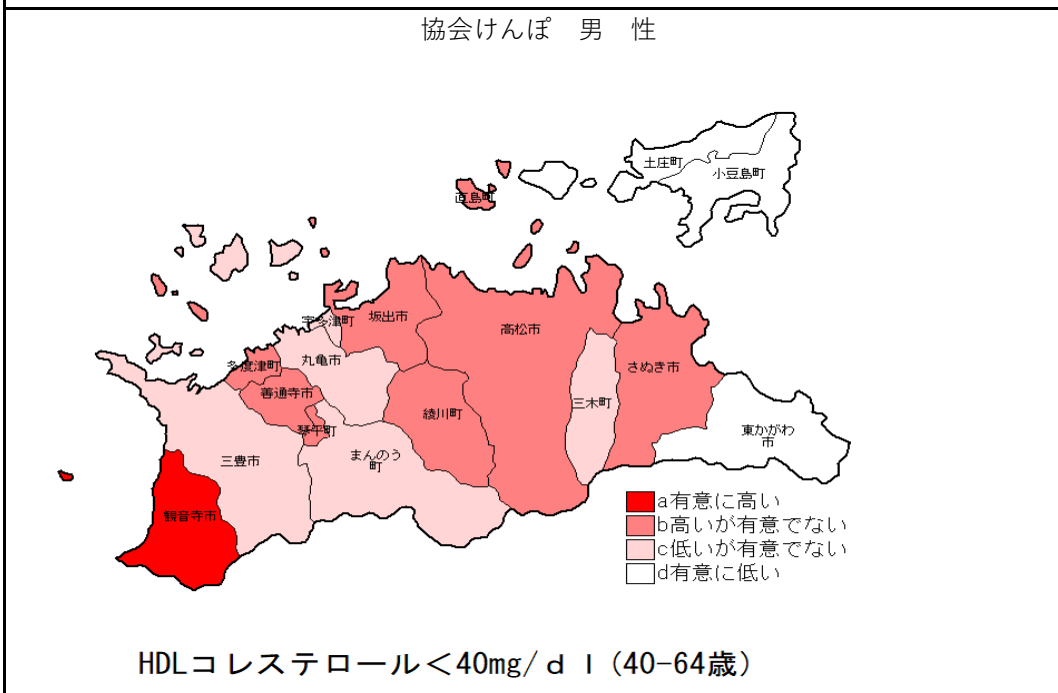 協会けんぽ　男　性
土庄町
小豆島町
直島町
宇多津町
坂出市
高松市
丸亀市
多度津町
さぬき市
善通寺市
三木町
綾川町
琴平町
東かがわ
市
まんのう
町
三豊市
観音寺市
a有意に高い
b高いが有意でない
c低いが有意でない
d有意に低い
HDLコレステロール＜40mg/ｄｌ(40-64歳)